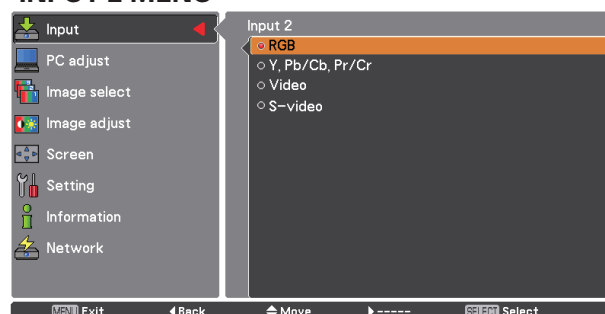 INPUT 2 MENU
Input
PC adjust
Image select
Image adjust
Screen
Setting
Information
Network
Input 2
RGB
Y, Pb/Cb, Pr/Cr
Video
S-video
MENU Exit
Back
Move
-----
SELECT Select